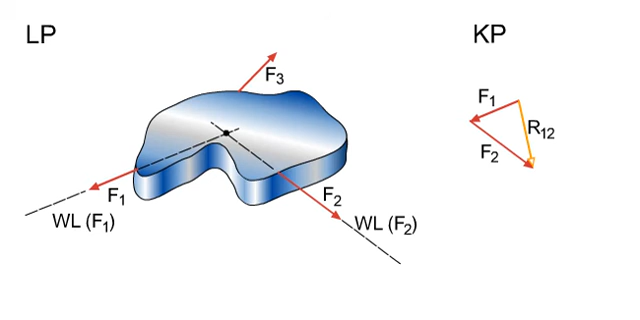 LP
KP
F₃
F₁
R₁₂
F₂
F₁
F₂
WL (F₁)
WL (F₂)